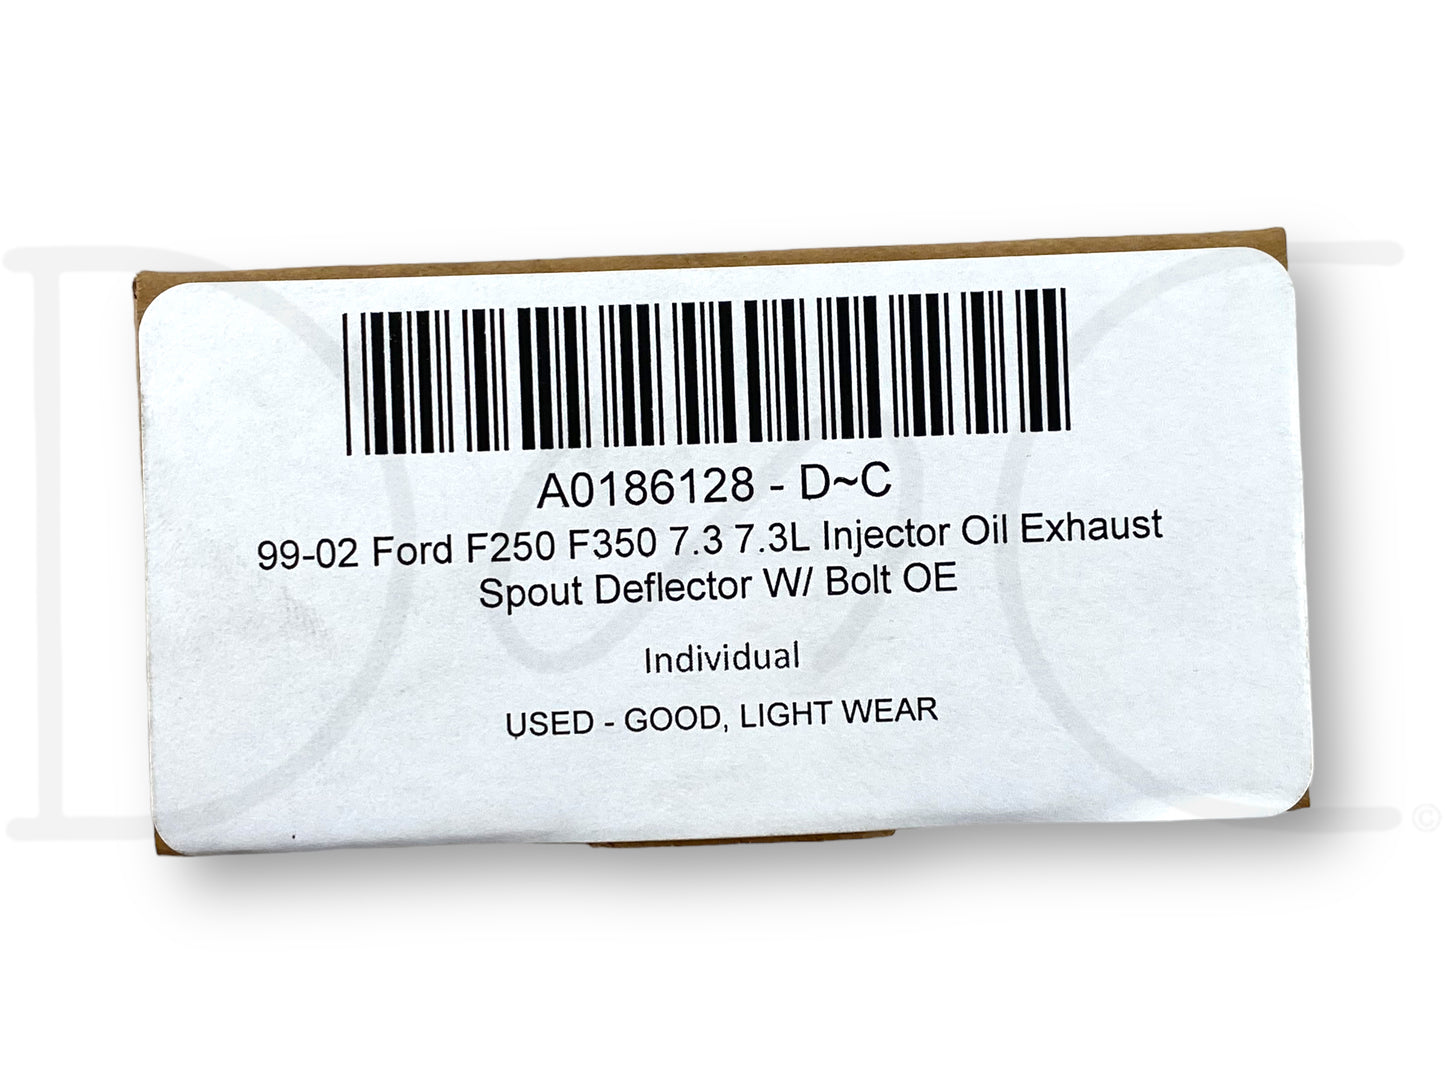 A0186128 - D~C
99-02 Ford F250 F350 7.3 7.3L Injector Oil Exhaust
Spout Deflector W/ Bolt OE
Individual
USED - GOOD, LIGHT WEAR
D~C ©